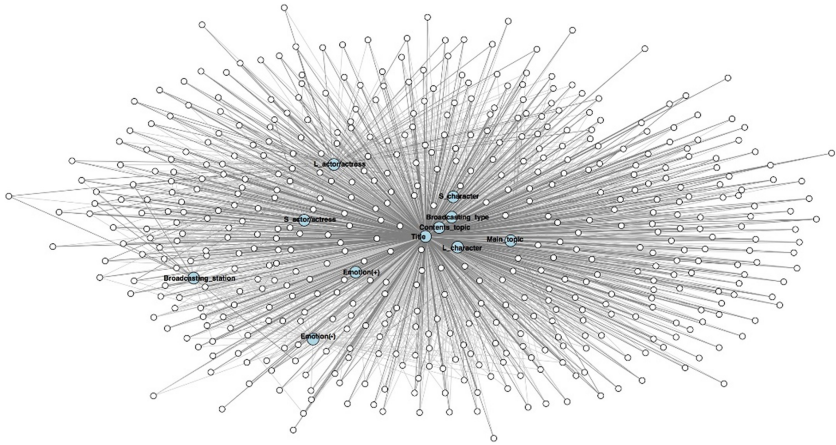 L_actor/actress
S_character
Broadcasting_type
S_actor/actress
Contents_topic
Title
Main_topic
L_character
Emotion(+)
Broadcasting_station
Emotion(-)